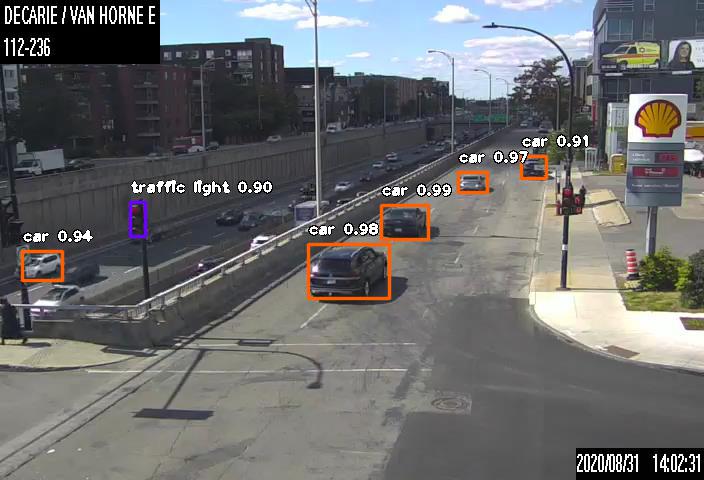 DECARIE / VAN HORNE E
112-236
car 0.91
car 0.97
traffic light 0.90
car 0.99
car 0.98
car 0.94
2020/08/31 14:02:31